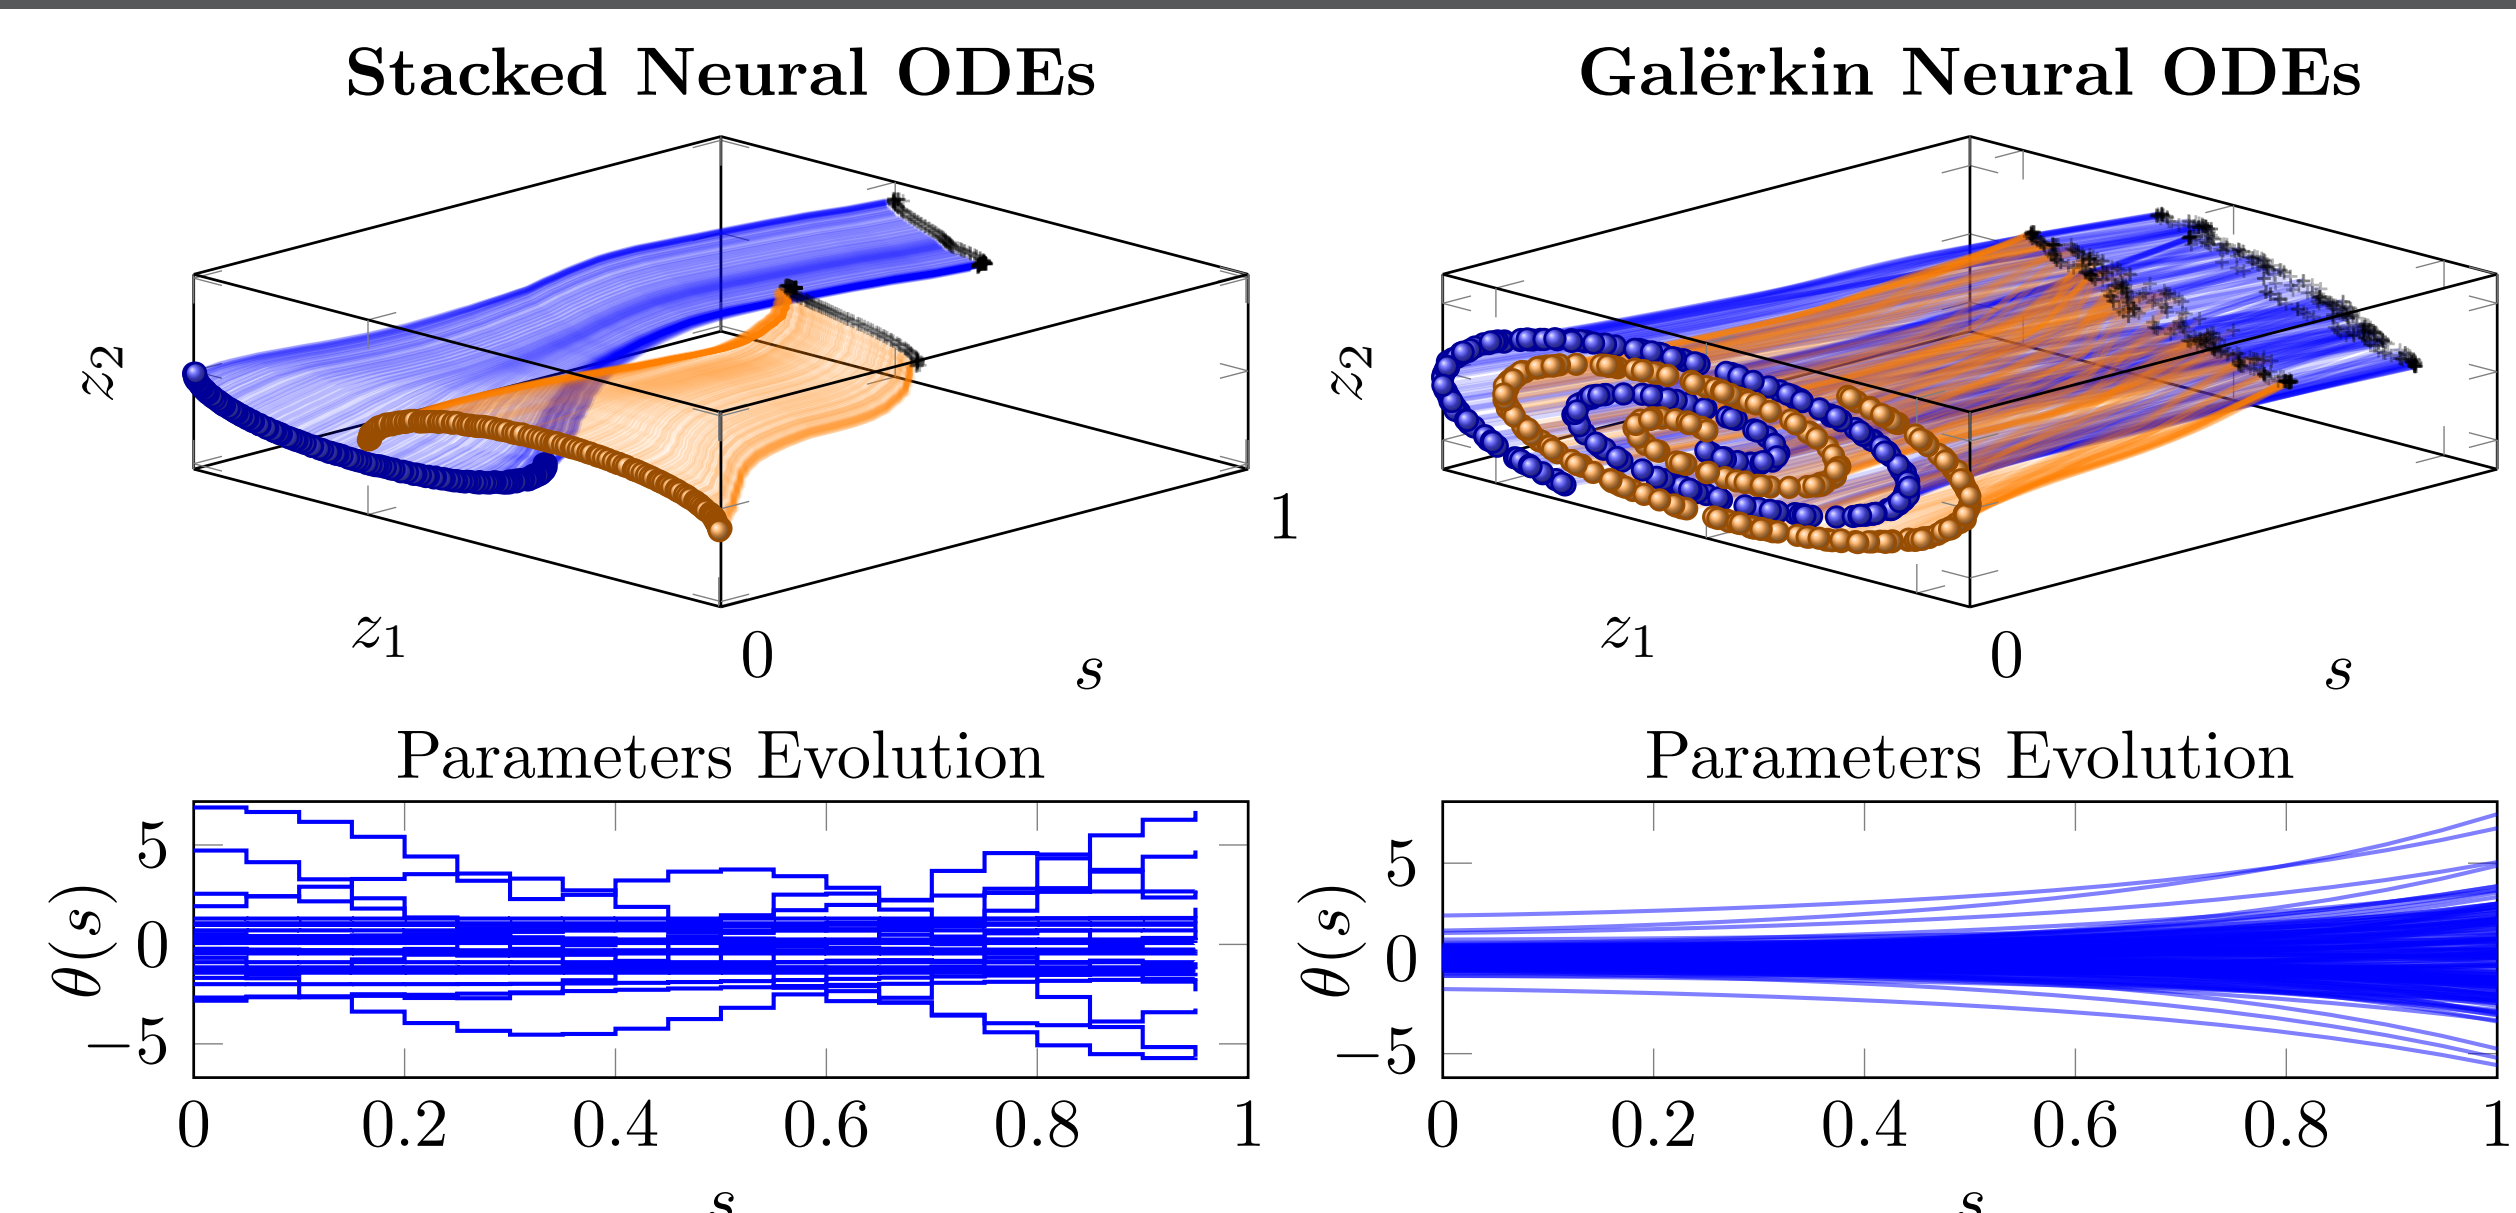 Stacked Neural ODEs
z2
z1
0
s
1
Parameters Evolution
θ(s)
5
0
−5
0 0.2 0.4 0.6 0.8 1
s
Galërkin Neural ODEs
z2
z1
0
s
Parameters Evolution
θ(s)
5
0
−5
0 0.2 0.4 0.6 0.8 1
s